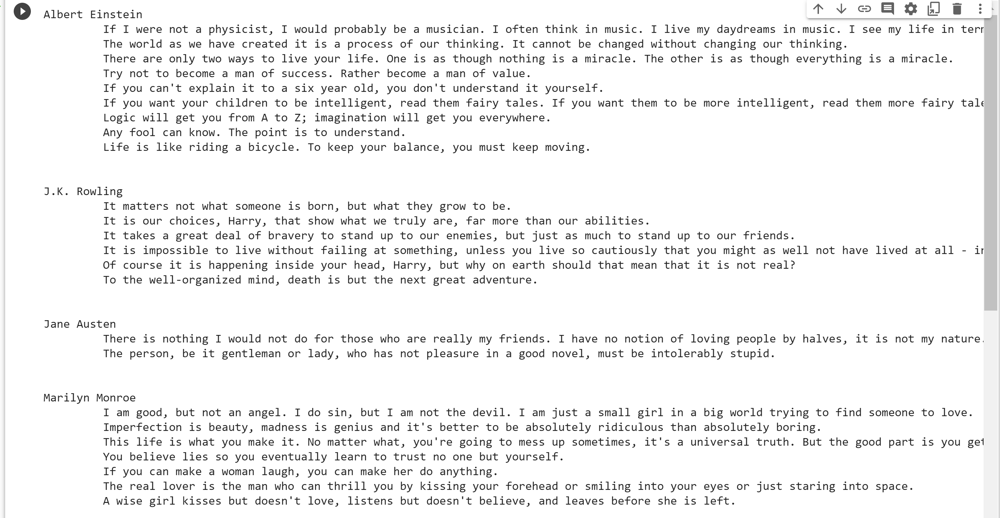 Albert Einstein
If I were not a physicist, I would probably be a musician. I often think in music. I live my daydreams in music. I see my life in
The world as we have created it is a process of our thinking. It cannot be changed without changing our thinking.
There are only two ways to live your life. One is as though nothing is a miracle. The other is as though everything is a miracle.
Try not to become a man of success. Rather become a man of value.
If you can't explain it to a six year old, you don't understand it yourself.
If you want your children to be intelligent, read them fairy tales. If you want them to be more intelligent, read them more fairy
Logic will get you from A to Z; imagination will get you everywhere.
Any fool can know. The point is to understand.
Life is like riding a bicycle. To keep your balance, you must keep moving.
J.K. Rowling
It matters not what someone is born, but what they grow to be.
It is our choices, Harry, that show what we truly are, far more than our abilities.
It takes a great deal of bravery to stand up to our enemies, but just as much to stand up to our friends.
It is impossible to live without failing at something, unless you live so cautiously that you might as well not have lived at all -
Of course it is happening inside your head, Harry, but why on earth should that mean that it is not real?
To the well-organized mind, death is but the next great adventure.
Jane Austen
There is nothing I would not do for those who are really my friends. I have no notion of loving people by halves, it is not my nature.
The person, be it gentleman or lady, who has not pleasure in a good novel, must be intolerably stupid.
Marilyn Monroe
I am good, but not an angel. I do sin, but I am not the devil. I am just a small girl in a big world trying to find someone to love.
Imperfection is beauty, madness is genius and it's better to be absolutely ridiculous than absolutely boring.
This life is what you make it. No matter what, you're going to mess up sometimes, it's a universal truth. But the good part is you get
You believe lies so you eventually learn to trust no one but yourself.
If you can make a woman laugh, you can make her do anything.
The real lover is the man who can thrill you by kissing your forehead or smiling into your eyes or just staring into space.
A wise girl kisses but doesn't love, listens but doesn't believe, and leaves before she is left.